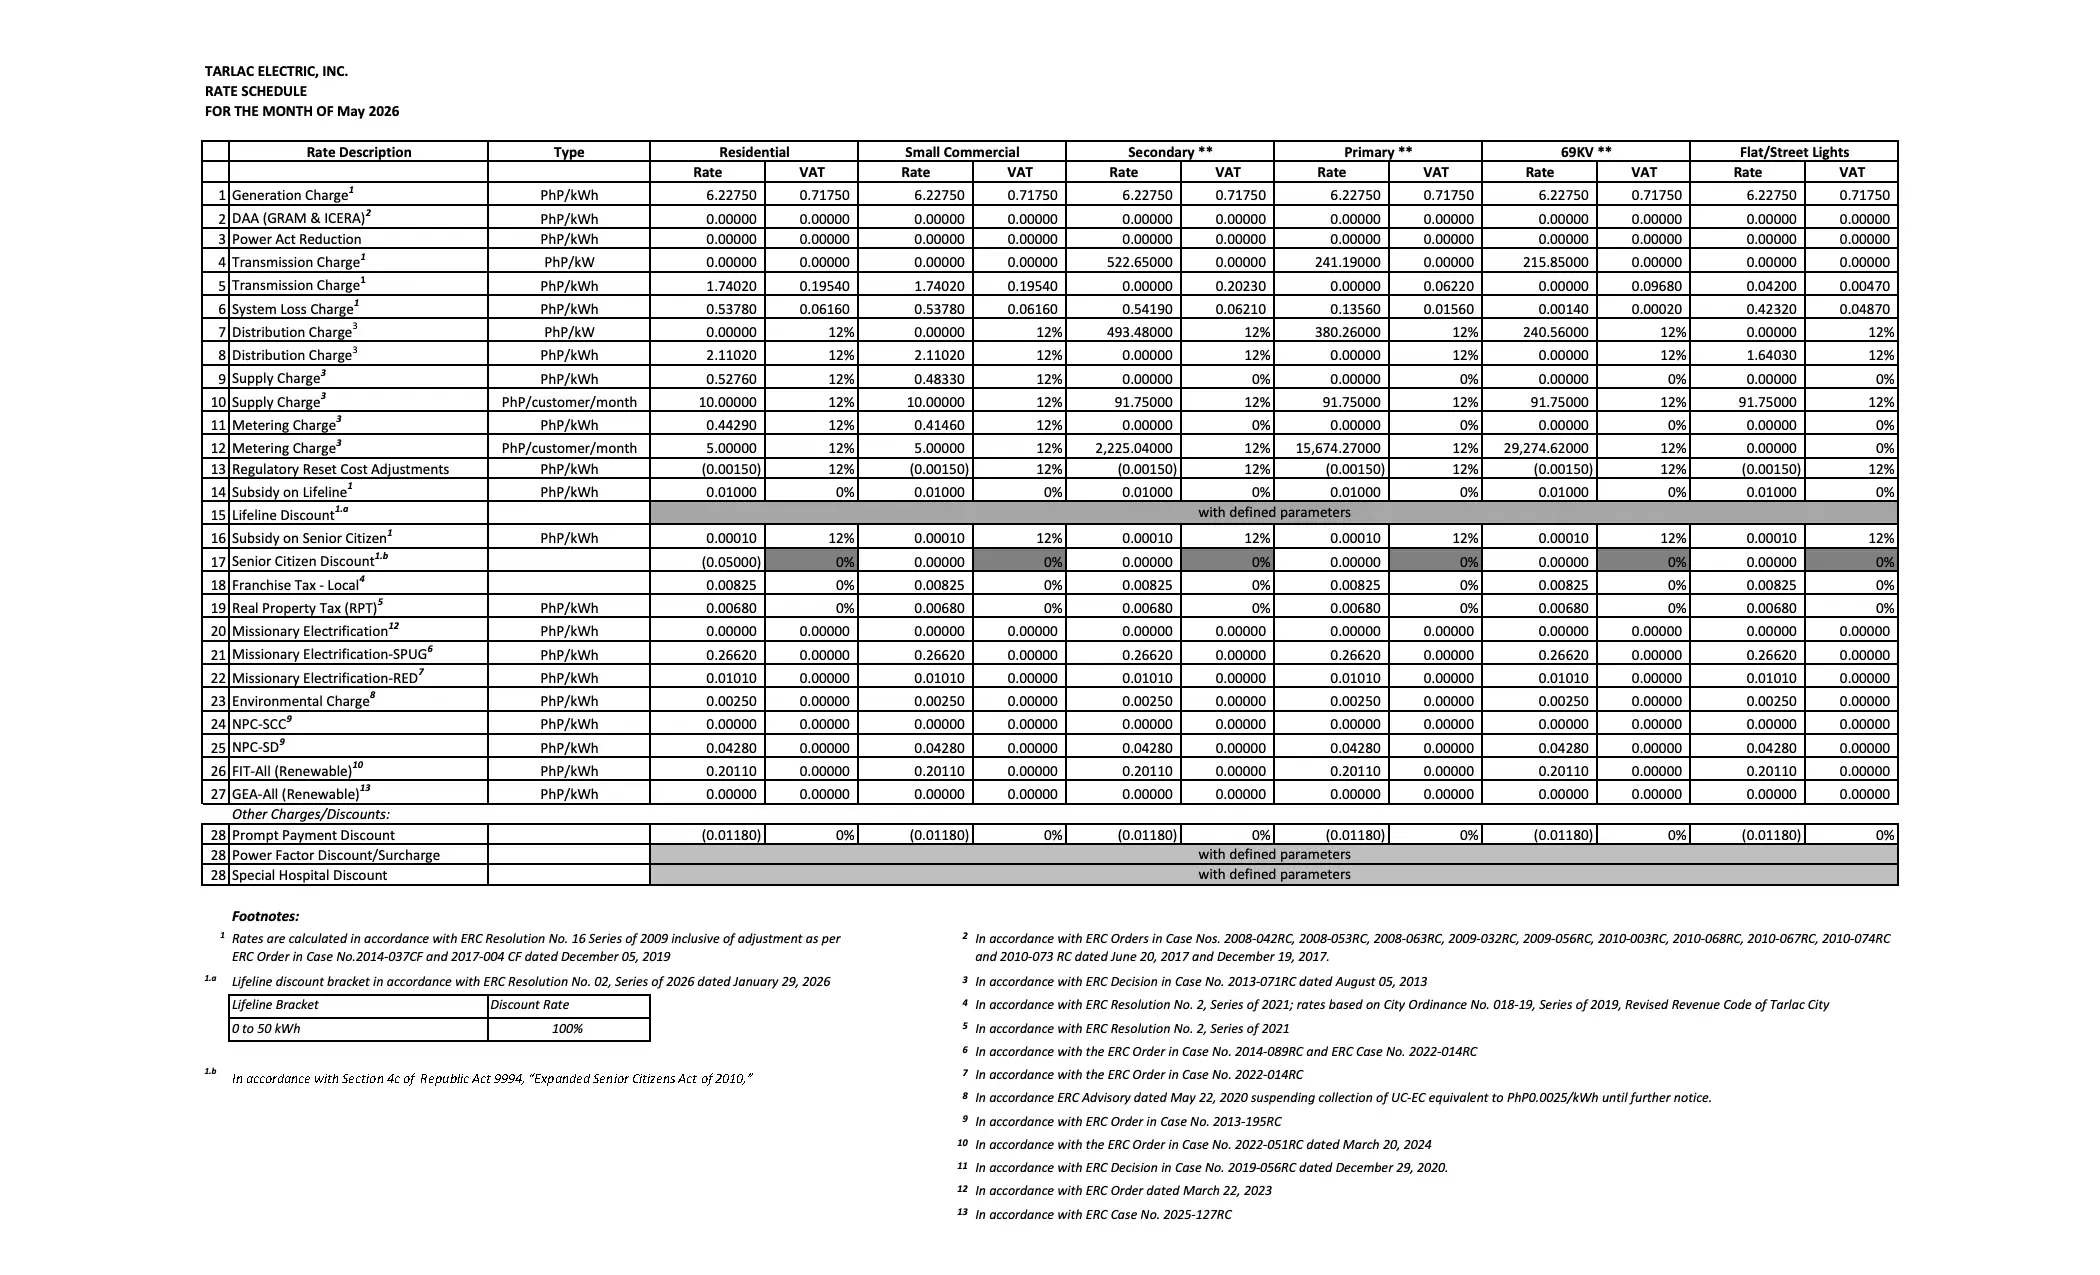 TARLAC ELECTRIC, INC.
RATE SCHEDULE
FOR THE MONTH OF May 2026
Rate Description Type Residential Small Commercial Secondary ** Primary ** 69KV ** Flat/Street Lights
Rate VAT Rate VAT Rate VAT Rate VAT Rate VAT Rate VAT
1 Generation Charge1 PhP/kWh 6.22750 0.71750 6.22750 0.71750 6.22750 0.71750 6.22750 0.71750 6.22750 0.71750 6.22750 0.71750
2 DAA (GRAM & ICERA)2 PhP/kWh 0.00000 0.00000 0.00000 0.00000 0.00000 0.00000 0.00000 0.00000 0.00000 0.00000 0.00000 0.00000
3 Power Act Reduction PhP/kWh 0.00000 0.00000 0.00000 0.00000 0.00000 0.00000 0.00000 0.00000 0.00000 0.00000 0.00000 0.00000
4 Transmission Charge1 PhP/kW 0.00000 0.00000 0.00000 0.00000 522.65000 0.00000 241.19000 0.00000 215.85000 0.00000 0.00000 0.00000
5 Transmission Charge1 PhP/kWh 1.74020 0.19540 1.74020 0.19540 0.00000 0.20230 0.00000 0.06220 0.00000 0.09680 0.04200 0.00470
6 System Loss Charge1 PhP/kWh 0.53780 0.06160 0.53780 0.06160 0.54190 0.06210 0.13560 0.01560 0.00140 0.00020 0.42320 0.04870
7 Distribution Charge3 PhP/kW 0.00000 12% 0.00000 12% 493.48000 12% 380.26000 12% 240.56000 12% 0.00000 12%
8 Distribution Charge3 PhP/kWh 2.11020 12% 2.11020 12% 0.00000 12% 0.00000 12% 0.00000 12% 1.64030 12%
9 Supply Charge3 PhP/kWh 0.52760 12% 0.48330 12% 0.00000 0% 0.00000 0% 0.00000 0% 0.00000 0%
10 Supply Charge3 PhP/customer/month 10.00000 12% 10.00000 12% 91.75000 12% 91.75000 12% 91.75000 12% 91.75000 12%
11 Metering Charge3 PhP/kWh 0.44290 12% 0.41460 12% 0.00000 0% 0.00000 0% 0.00000 0% 0.00000 0%
12 Metering Charge3 PhP/customer/month 5.00000 12% 5.00000 12% 2,225.04000 12% 15,674.27000 12% 29,274.62000 12% 0.00000 0%
13 Regulatory Reset Cost Adjustments PhP/kWh (0.00150) 12% (0.00150) 12% (0.00150) 12% (0.00150) 12% (0.00150) 12% (0.00150) 12%
14 Subsidy on Lifeline1 PhP/kWh 0.01000 0% 0.01000 0% 0.01000 0% 0.01000 0% 0.01000 0% 0.01000 0%
15 Lifeline Discount1.a with defined parameters
16 Subsidy on Senior Citizen1 PhP/kWh 0.00010 12% 0.00010 12% 0.00010 12% 0.00010 12% 0.00010 12% 0.00010 12%
17 Senior Citizen Discount1.b (0.05000) 0% 0.00000 0% 0.00000 0% 0.00000 0% 0.00000 0% 0.00000 0%
18 Franchise Tax - Local4 0.00825 0% 0.00825 0% 0.00825 0% 0.00825 0% 0.00825 0% 0.00825 0%
19 Real Property Tax (RPT)5 PhP/kWh 0.00680 0% 0.00680 0% 0.00680 0% 0.00680 0% 0.00680 0% 0.00680 0%
20 Missionary Electrification12 PhP/kWh 0.00000 0.00000 0.00000 0.00000 0.00000 0.00000 0.00000 0.00000 0.00000 0.00000 0.00000 0.00000
21 Missionary Electrification-SPUG6 PhP/kWh 0.26620 0.00000 0.26620 0.00000 0.26620 0.00000 0.26620 0.00000 0.26620 0.00000 0.26620 0.00000
22 Missionary Electrification-RED7 PhP/kWh 0.01010 0.00000 0.01010 0.00000 0.01010 0.00000 0.01010 0.00000 0.01010 0.00000 0.01010 0.00000
23 Environmental Charge8 PhP/kWh 0.00250 0.00000 0.00250 0.00000 0.00250 0.00000 0.00250 0.00000 0.00250 0.00000 0.00250 0.00000
24 NPC-SCC9 PhP/kWh 0.00000 0.00000 0.00000 0.00000 0.00000 0.00000 0.00000 0.00000 0.00000 0.00000 0.00000 0.00000
25 NPC-SD9 PhP/kWh 0.04280 0.00000 0.04280 0.00000 0.04280 0.00000 0.04280 0.00000 0.04280 0.00000 0.04280 0.00000
26 FIT-All (Renewable)10 PhP/kWh 0.20110 0.00000 0.20110 0.00000 0.20110 0.00000 0.20110 0.00000 0.20110 0.00000 0.20110 0.00000
27 GEA-All (Renewable)13 PhP/kWh 0.00000 0.00000 0.00000 0.00000 0.00000 0.00000 0.00000 0.00000 0.00000 0.00000 0.00000 0.00000
Other Charges/Discounts:
28 Prompt Payment Discount (0.01180) 0% (0.01180) 0% (0.01180) 0% (0.01180) 0% (0.01180) 0% (0.01180) 0%
28 Power Factor Discount/Surcharge with defined parameters
28 Special Hospital Discount with defined parameters
Footnotes:
1 Rates are calculated in accordance with ERC Resolution No. 16 Series of 2009 inclusive of adjustment as per
ERC Order in Case No.2014-037CF and 2017-004 CF dated December 05, 2019
1.a Lifeline discount bracket in accordance with ERC Resolution No. 02, Series of 2026 dated January 29, 2026
Lifeline Bracket Discount Rate
0 to 50 kWh 100%
1.b In accordance with Section 4c of Republic Act 9994, “Expanded Senior Citizens Act of 2010,”
2 In accordance with ERC Orders in Case Nos. 2008-042RC, 2008-053RC, 2008-063RC, 2009-032RC, 2009-056RC, 2010-003RC, 2010-068RC, 2010-067RC, 2010-074RC
and 2010-073 RC dated June 20, 2017 and December 19, 2017.
3 In accordance with ERC Decision in Case No. 2013-071RC dated August 05, 2013
4 In accordance with ERC Resolution No. 2, Series of 2021; rates based on City Ordinance No. 018-19, Series of 2019, Revised Revenue Code of Tarlac City
5 In accordance with ERC Resolution No. 2, Series of 2021
6 In accordance with the ERC Order in Case No. 2014-089RC and ERC Case No. 2022-014RC
7 In accordance with the ERC Order in Case No. 2022-014RC
8 In accordance ERC Advisory dated May 22, 2020 suspending collection of UC-EC equivalent to PhP0.0025/kWh until further notice.
9 In accordance with ERC Order in Case No. 2013-195RC
10 In accordance with the ERC Order in Case No. 2022-051RC dated March 20, 2024
11 In accordance with ERC Decision in Case No. 2019-056RC dated December 29, 2020.
12 In accordance with ERC Order dated March 22, 2023
13 In accordance with ERC Case No. 2025-127RC